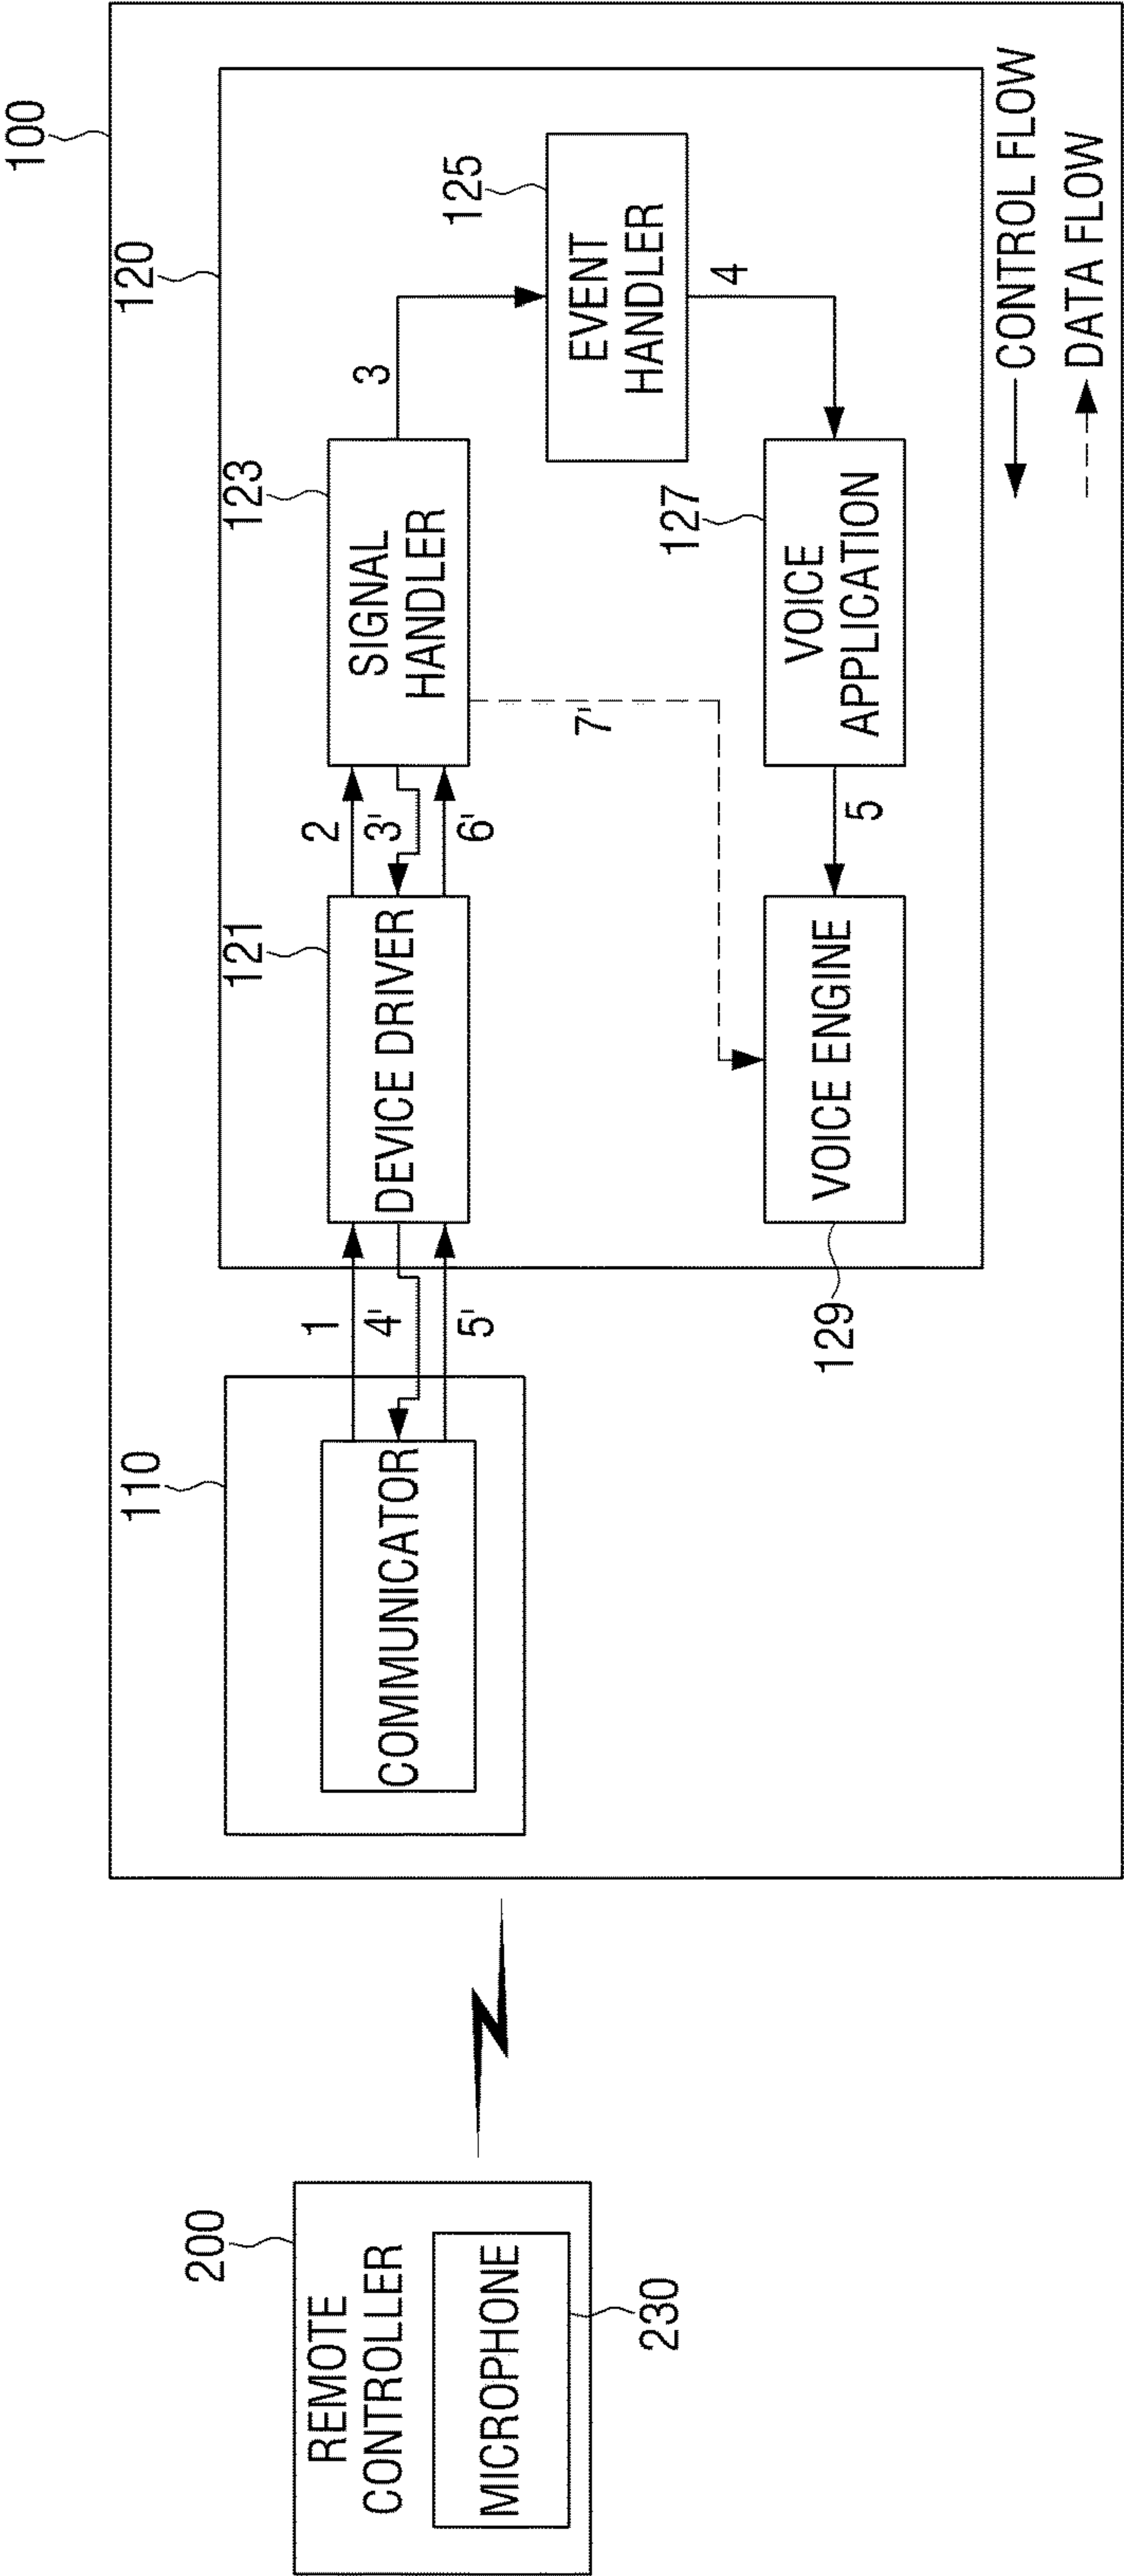 100
120
110
121
123
125
127
129
COMMUNICATOR
DEVICE DRIVER
SIGNAL
HANDLER
EVENT
HANDLER
VOICE
APPLICATION
VOICE ENGINE
1
4'
5'
2
3'
6'
3
4
5
7'
200
REMOTE
CONTROLLER
MICROPHONE
230
CONTROL FLOW
DATA FLOW